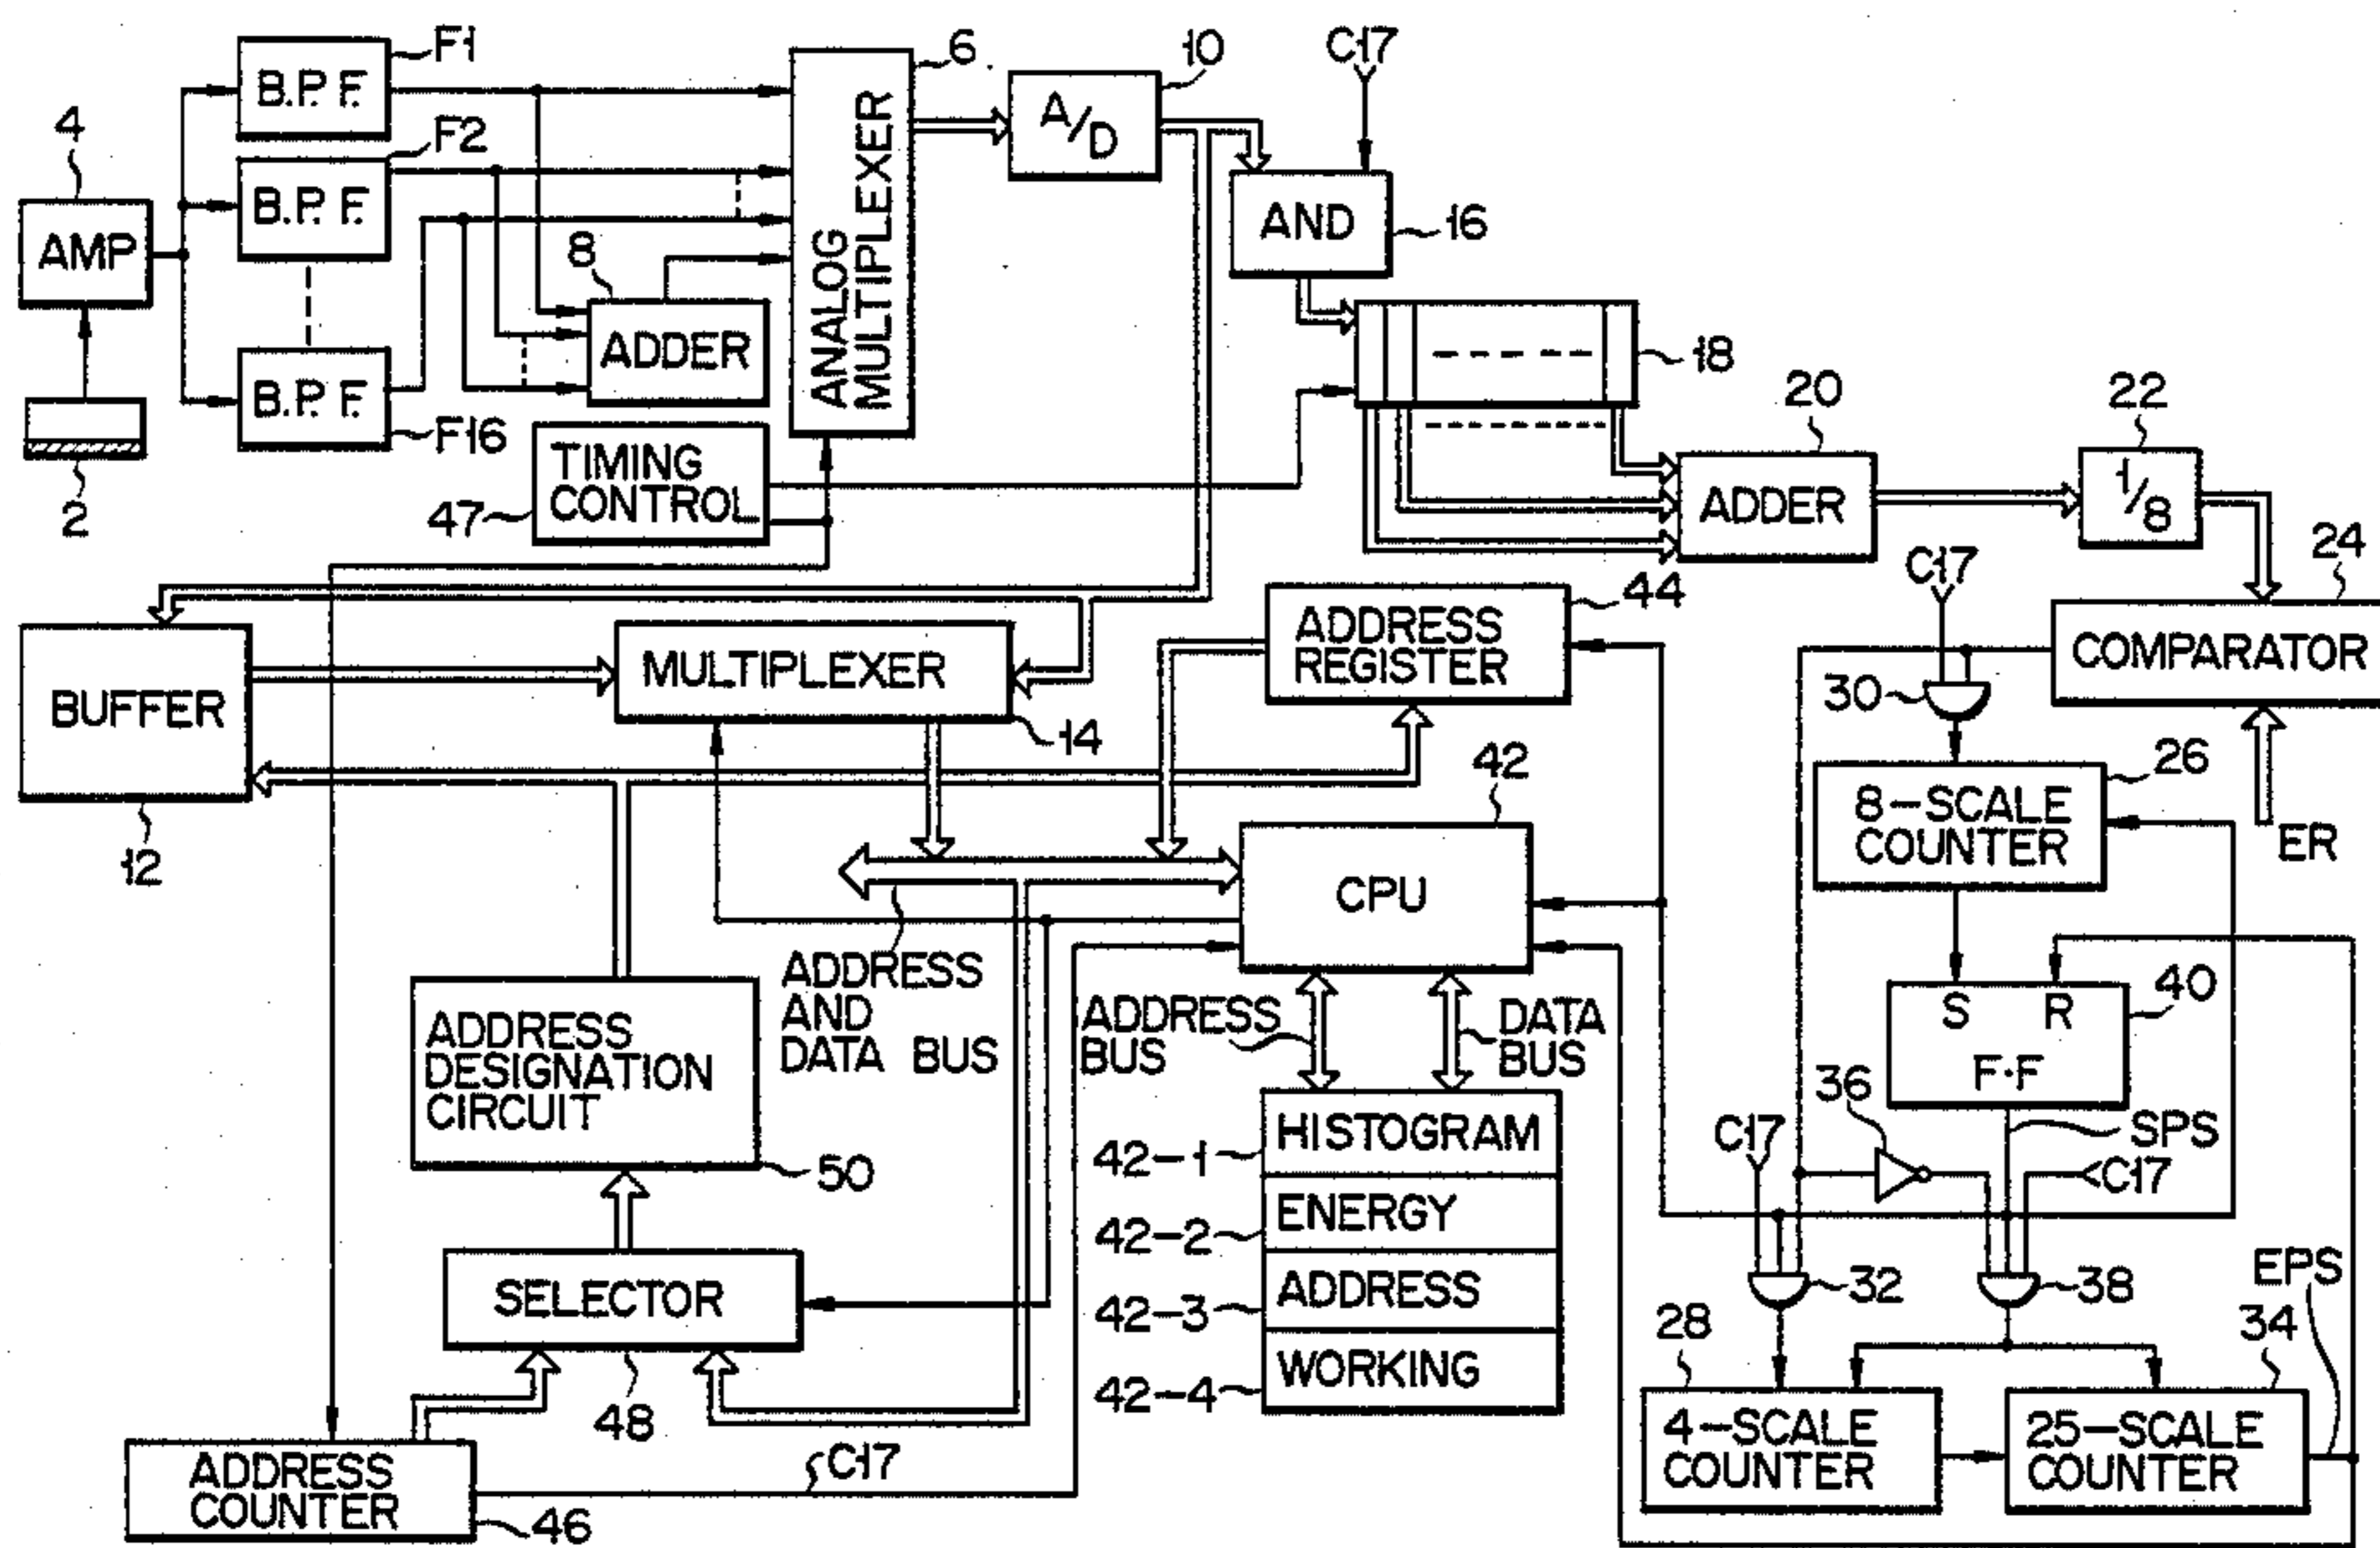 F1
B.P.F.
4
F2
B.P.F.
AMP
B.P.F.
F16
2
8
ADDER
6
ANALOG
MULTIPLEXER
10
A/D
C17
AND
16
18
20
ADDER
22
1/8
TIMING
CONTROL
47
24
C17
COMPARATOR
30
ER
BUFFER
12
MULTIPLEXER
14
44
ADDRESS
REGISTER
26
8-SCALE
COUNTER
42
CPU
ADDRESS
AND
DATA BUS
ADDRESS
BUS
DATA
BUS
S R
F·F
40
SPS
C17
36
C17
ADDRESS
DESIGNATION
CIRCUIT
50
HISTOGRAM
42-1
ENERGY
42-2
ADDRESS
42-3
WORKING
42-4
32
38
EPS
34
28
4-SCALE
COUNTER
25-SCALE
COUNTER
SELECTOR
48
C17
ADDRESS
COUNTER
46